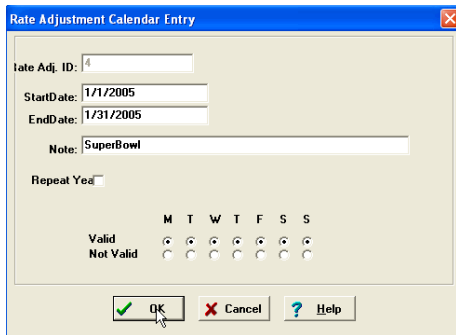 Rate Adjustment Calendar Entry
late Adj. ID: 4
StartDate: 1/1/2005
EndDate: 1/31/2005
Note: SuperBowl
Repeat Yea
M T W T F S S
Valid
Not Valid
OK Cancel ? Help